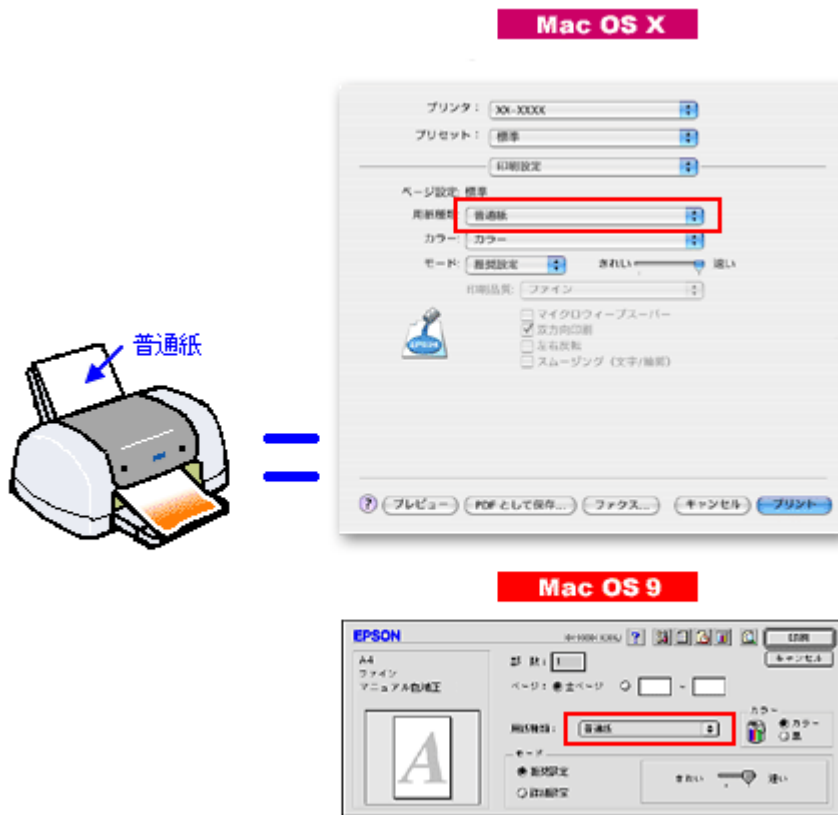 Mac OS X
プリンタ： XX-XXXX
プリセット： 標準
印刷設定
ページ設定: 標準
用紙種類: 普通紙
カラー: カラー
モード: 推奨設定 きれい 速い
印刷品質: ファイン
マイクロウィーブスーパー
双方向印刷
左右反転
スムージング（文字/輪郭）
EPSON
普通紙
? プレビュー PDF として保存... ファクス... キャンセル プリント
Mac OS 9
EPSON ? 印刷
A4 部数： 1 キャンセル
ファイン
マニュアル色補正 ページ： 全ページ ~
カラー
用紙種類： 普通紙 カラー
黒
モード
推奨設定 きれい 速い
詳細設定
A